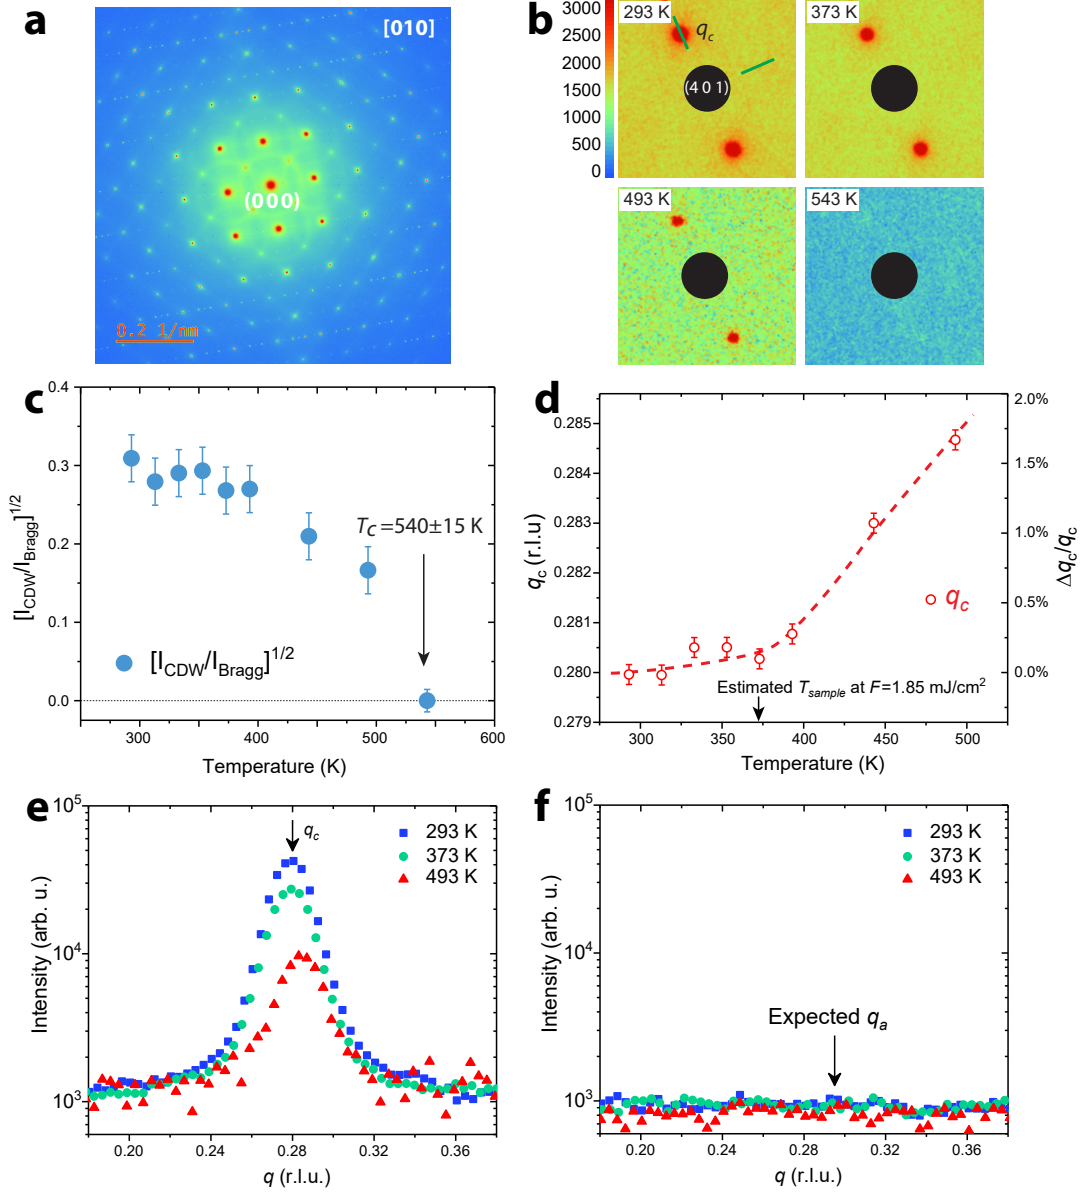 a
[010]
(000)
0.2 1/nm
b
3000
2500
2000
1500
1000
500
0
293 K
q_c
(4 0 1)
373 K
493 K
543 K
c
0.4
0.3
0.2
0.1
0.0
[I_CDW/I_Bragg]^1/2
T_C=540±15 K
[I_CDW/I_Bragg]^1/2
300 350 400 450 500 550 600
Temperature (K)
d
0.285
0.284
0.283
0.282
0.281
0.280
0.279
q_c (r.l.u)
2.0%
1.5%
1.0%
0.5%
0.0%
Δq_c/q_c
q_c
Estimated T_sample at F=1.85 mJ/cm^2
300 350 400 450 500
Temperature (K)
e
10^5
10^4
10^3
Intensity (arb. u.)
q_c
293 K
373 K
493 K
0.20 0.24 0.28 0.32 0.36
q (r.l.u.)
f
10^5
10^4
10^3
Intensity (arb. u.)
293 K
373 K
493 K
Expected q_a
0.20 0.24 0.28 0.32 0.36
q (r.l.u.)